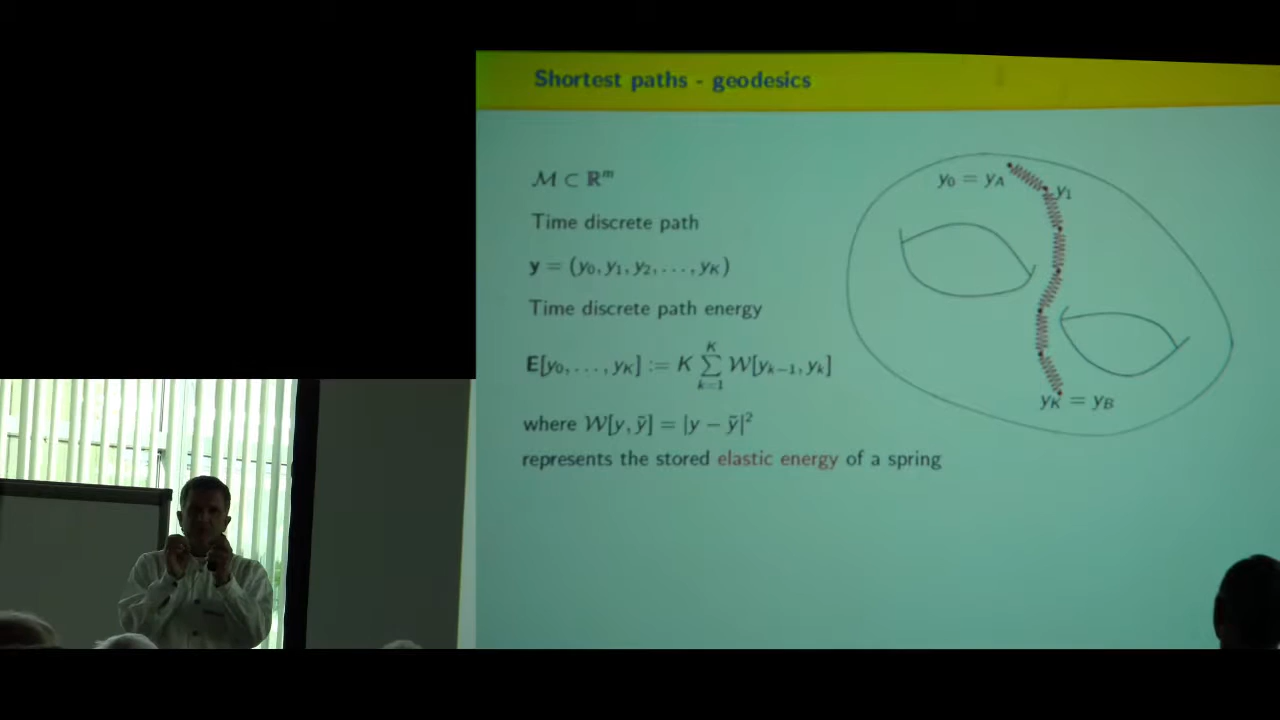 Shortest paths - geodesics
ℳ ⊂ ℝᵐ
Time discrete path
y = (y₀, y₁, y₂, . . . , y_K)
Time discrete path energy
E[y₀, . . . , y_K] := K ∑_{k=1}^{K} 𝒲[y_{k−1}, y_k]
where 𝒲[y, ỹ] = |y − ỹ|²
represents the stored elastic energy of a spring
y₀ = y_A
y₁
y_K = y_B